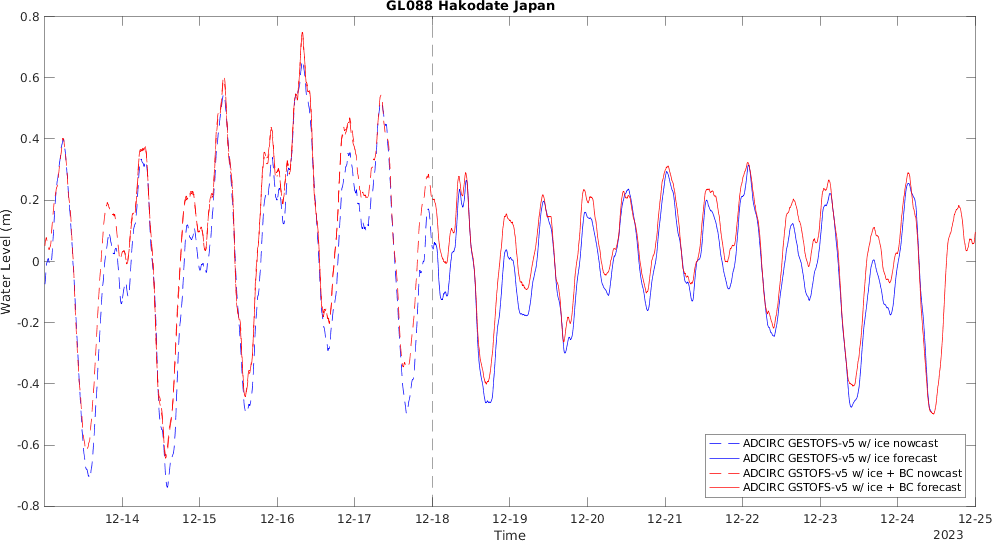 GL088 Hakodate Japan
0.8
0.6
0.4
0.2
0
-0.2
-0.4
-0.6
-0.8
Water Level (m)
ADCIRC GESTOFS-v5 w/ ice nowcast
ADCIRC GESTOFS-v5 w/ ice forecast
ADCIRC GSTOFS-v5 w/ ice + BC nowcast
ADCIRC GSTOFS-v5 w/ ice + BC forecast
12-14 12-15 12-16 12-17 12-18 12-19 12-20 12-21 12-22 12-23 12-24 12-25
Time
2023